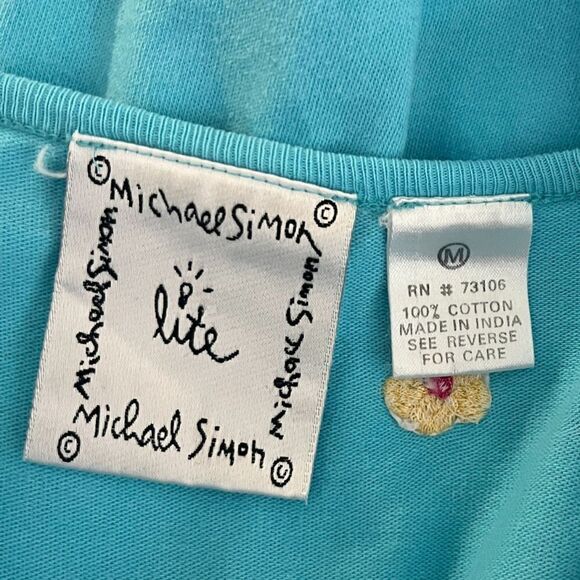 © Michael Simon ©
Michael Simon
lite
Michael Simon
© Michael Simon ©
M
RN # 73106
100% COTTON
MADE IN INDIA
SEE REVERSE
FOR CARE